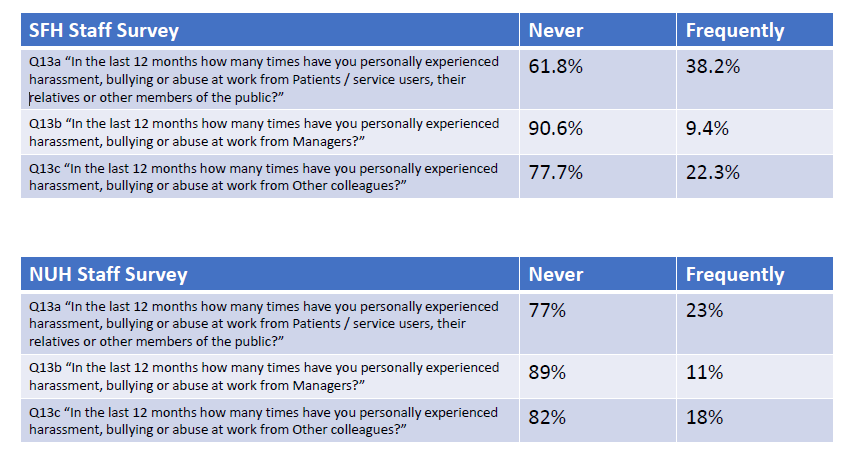 SFH Staff Survey Never Frequently
Q13a “In the last 12 months how many times have you personally experienced
harassment, bullying or abuse at work from Patients / service users, their
relatives or other members of the public?”
61.8% 38.2%
Q13b “In the last 12 months how many times have you personally experienced
harassment, bullying or abuse at work from Managers?”
90.6% 9.4%
Q13c “In the last 12 months how many times have you personally experienced
harassment, bullying or abuse at work from Other colleagues?”
77.7% 22.3%
NUH Staff Survey Never Frequently
Q13a “In the last 12 months how many times have you personally experienced
harassment, bullying or abuse at work from Patients / service users, their
relatives or other members of the public?”
77% 23%
Q13b “In the last 12 months how many times have you personally experienced
harassment, bullying or abuse at work from Managers?”
89% 11%
Q13c “In the last 12 months how many times have you personally experienced
harassment, bullying or abuse at work from Other colleagues?”
82% 18%